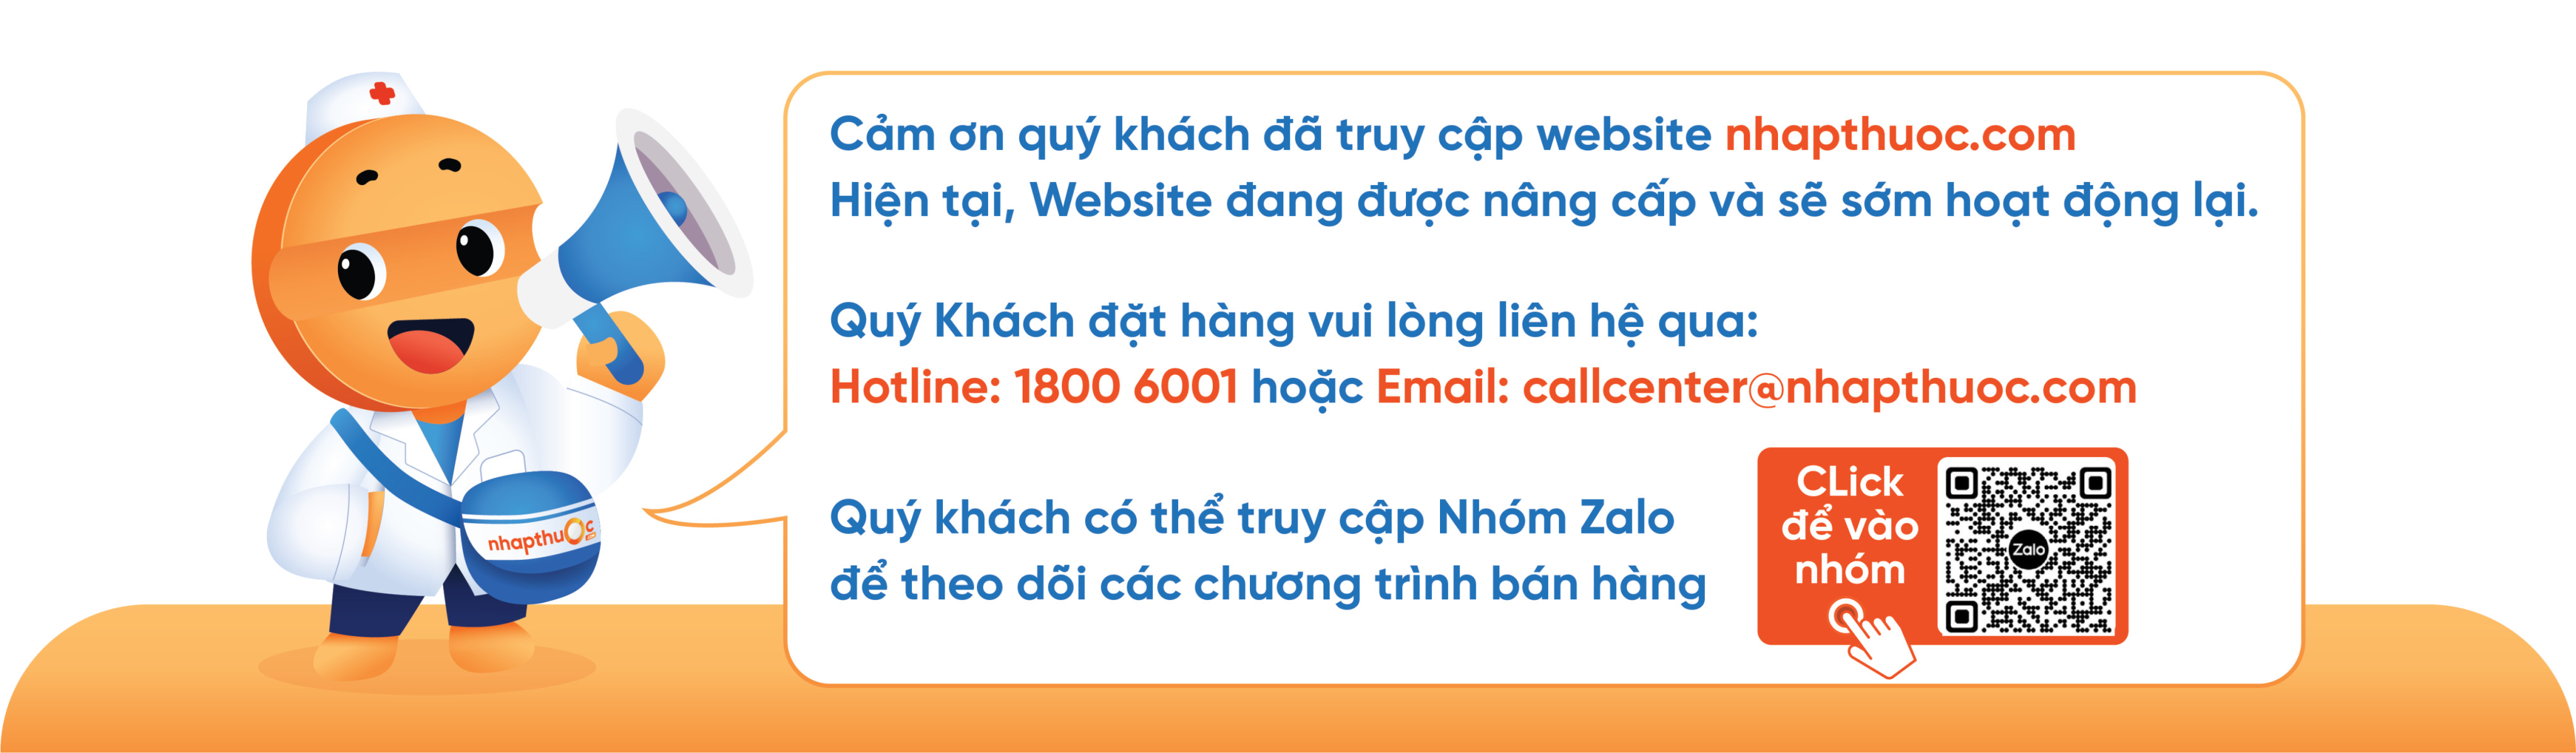 Cảm ơn quý khách đã truy cập website nhapthuoc.com
Hiện tại, Website đang được nâng cấp và sẽ sớm hoạt động lại.
Quý Khách đặt hàng vui lòng liên hệ qua:
Hotline: 1800 6001 hoặc Email: callcenter@nhapthuoc.com
Quý khách có thể truy cập Nhóm Zalo
để theo dõi các chương trình bán hàng
CLick
để vào
nhóm
Zalo
nhapthuốc